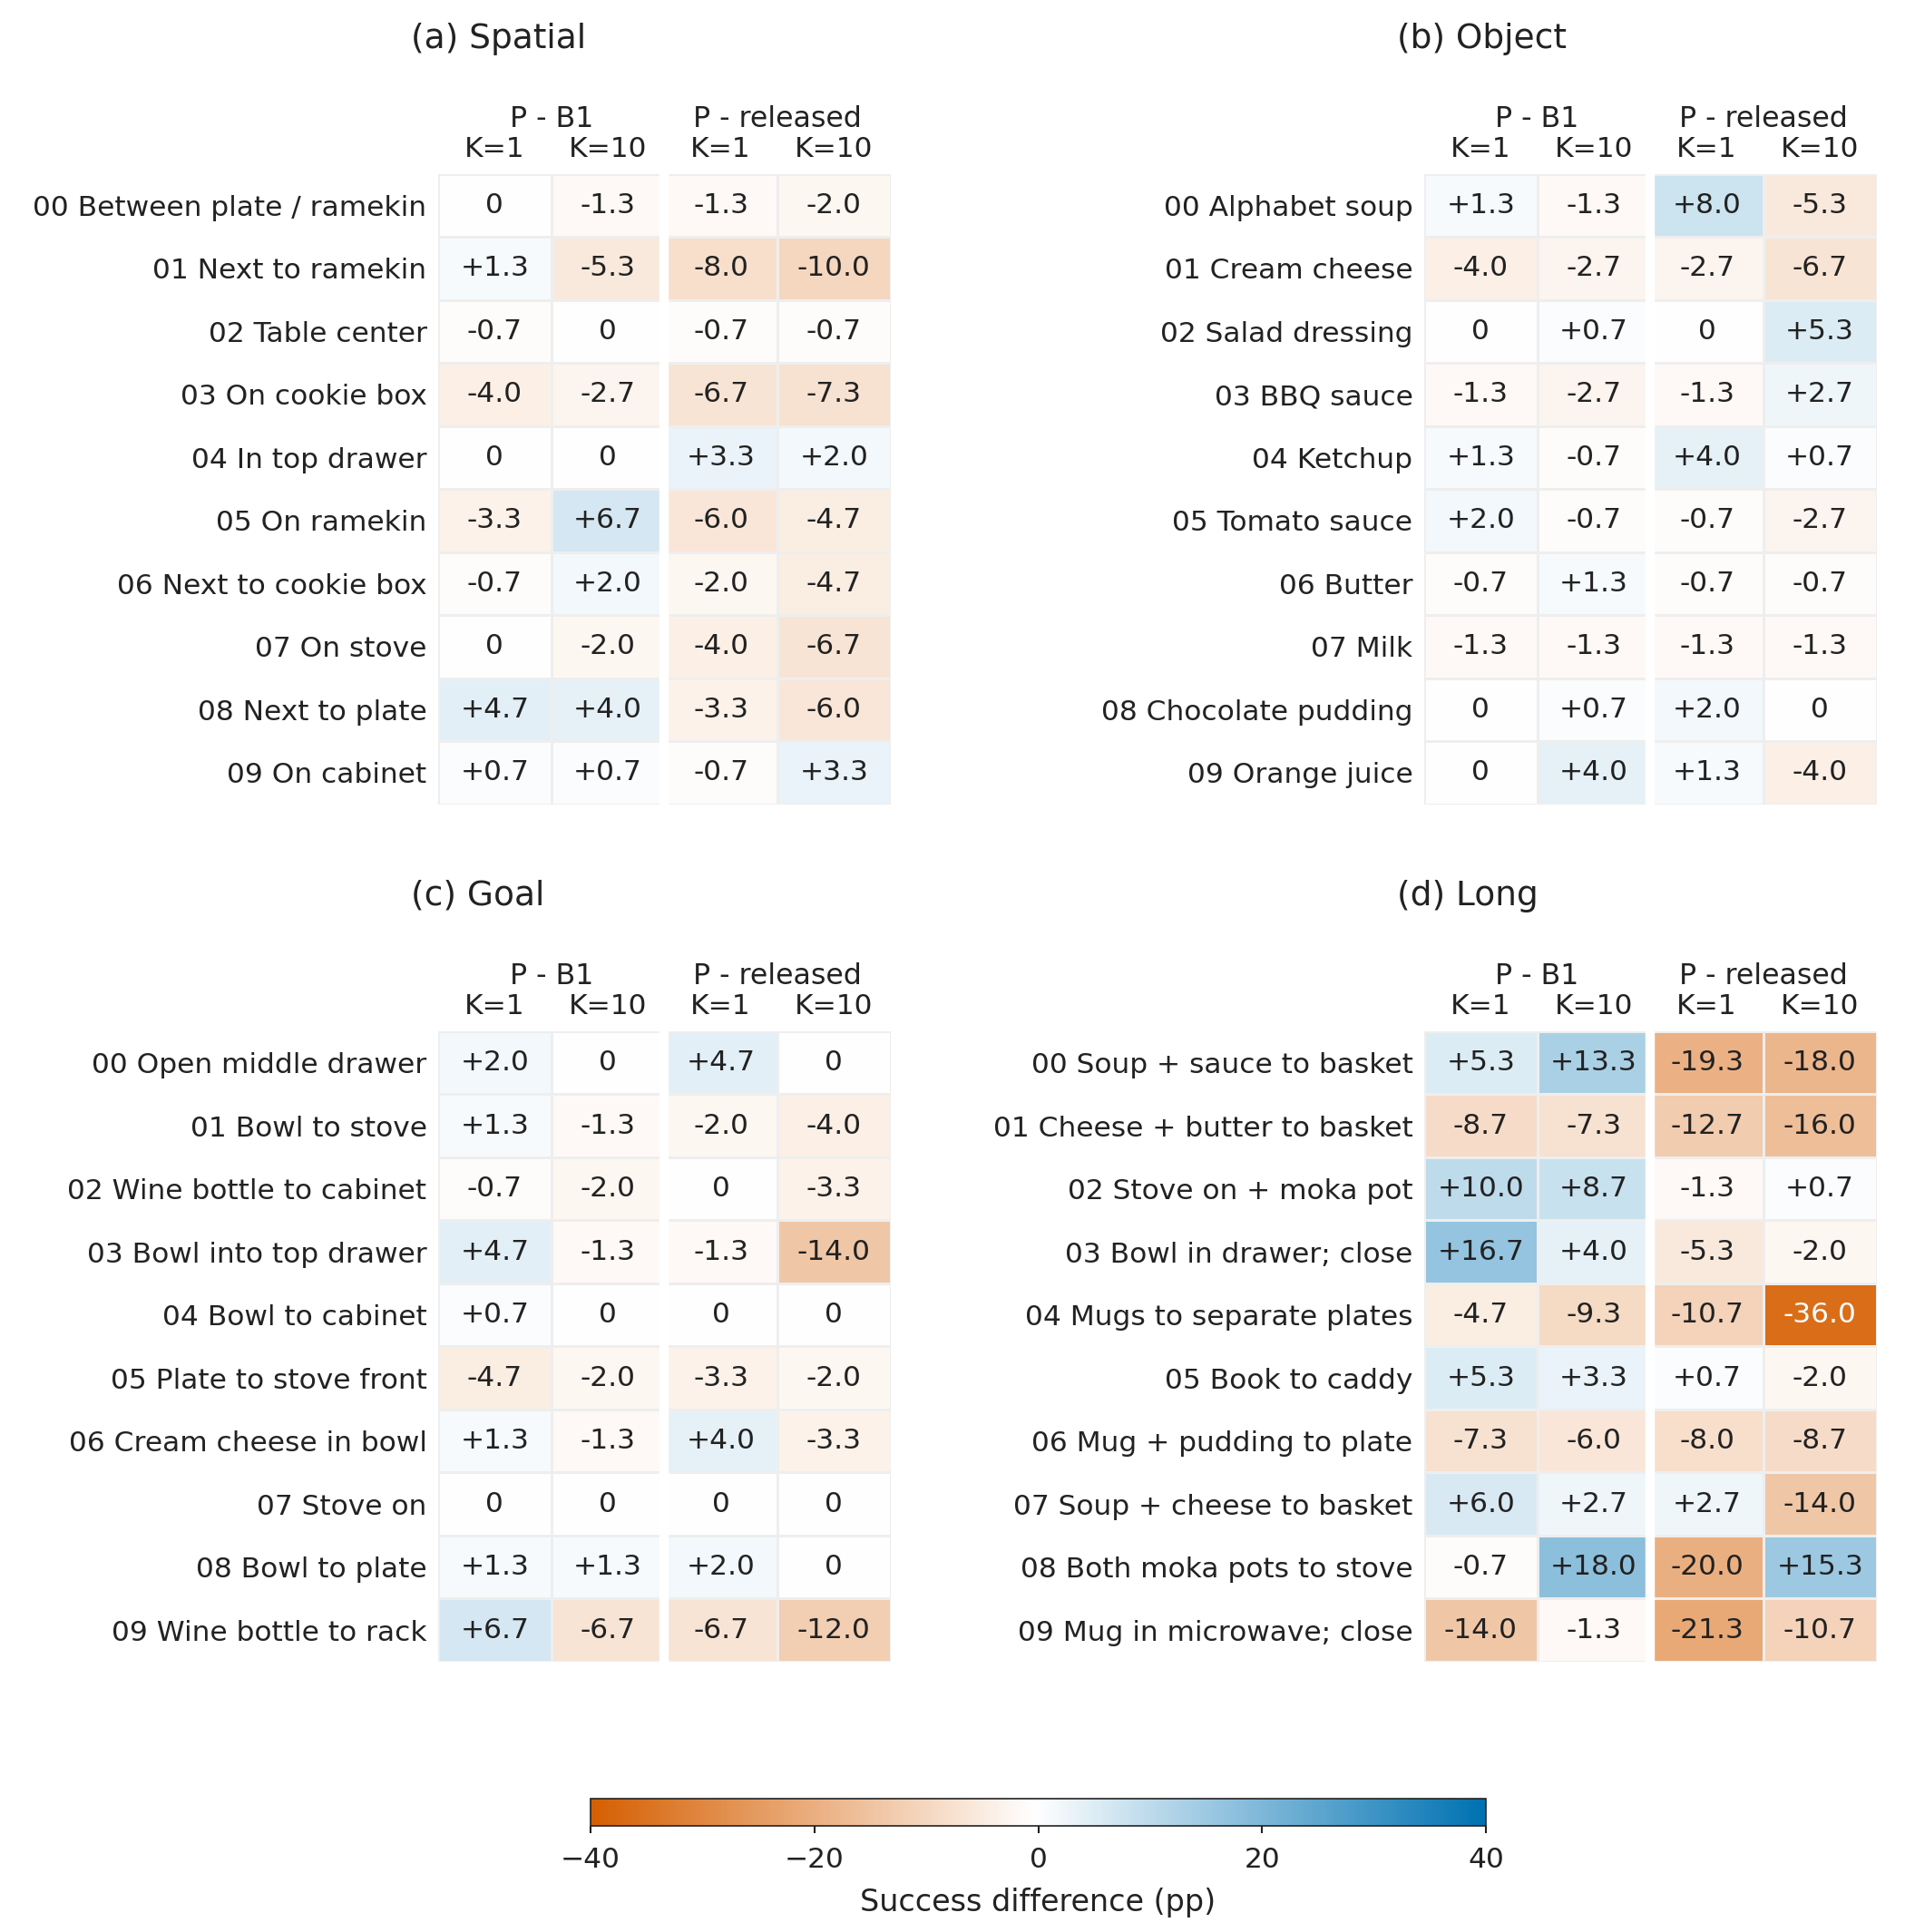 (a) Spatial
P - B1 P - released
K=1 K=10 K=1 K=10
00 Between plate / ramekin 0 -1.3 -1.3 -2.0
01 Next to ramekin +1.3 -5.3 -8.0 -10.0
02 Table center -0.7 0 -0.7 -0.7
03 On cookie box -4.0 -2.7 -6.7 -7.3
04 In top drawer 0 0 +3.3 +2.0
05 On ramekin -3.3 +6.7 -6.0 -4.7
06 Next to cookie box -0.7 +2.0 -2.0 -4.7
07 On stove 0 -2.0 -4.0 -6.7
08 Next to plate +4.7 +4.0 -3.3 -6.0
09 On cabinet +0.7 +0.7 -0.7 +3.3
(b) Object
P - B1 P - released
K=1 K=10 K=1 K=10
00 Alphabet soup +1.3 -1.3 +8.0 -5.3
01 Cream cheese -4.0 -2.7 -2.7 -6.7
02 Salad dressing 0 +0.7 0 +5.3
03 BBQ sauce -1.3 -2.7 -1.3 +2.7
04 Ketchup +1.3 -0.7 +4.0 +0.7
05 Tomato sauce +2.0 -0.7 -0.7 -2.7
06 Butter -0.7 +1.3 -0.7 -0.7
07 Milk -1.3 -1.3 -1.3 -1.3
08 Chocolate pudding 0 +0.7 +2.0 0
09 Orange juice 0 +4.0 +1.3 -4.0
(c) Goal
P - B1 P - released
K=1 K=10 K=1 K=10
00 Open middle drawer +2.0 0 +4.7 0
01 Bowl to stove +1.3 -1.3 -2.0 -4.0
02 Wine bottle to cabinet -0.7 -2.0 0 -3.3
03 Bowl into top drawer +4.7 -1.3 -1.3 -14.0
04 Bowl to cabinet +0.7 0 0 0
05 Plate to stove front -4.7 -2.0 -3.3 -2.0
06 Cream cheese in bowl +1.3 -1.3 +4.0 -3.3
07 Stove on 0 0 0 0
08 Bowl to plate +1.3 +1.3 +2.0 0
09 Wine bottle to rack +6.7 -6.7 -6.7 -12.0
(d) Long
P - B1 P - released
K=1 K=10 K=1 K=10
00 Soup + sauce to basket +5.3 +13.3 -19.3 -18.0
01 Cheese + butter to basket -8.7 -7.3 -12.7 -16.0
02 Stove on + moka pot +10.0 +8.7 -1.3 +0.7
03 Bowl in drawer; close +16.7 +4.0 -5.3 -2.0
04 Mugs to separate plates -4.7 -9.3 -10.7 -36.0
05 Book to caddy +5.3 +3.3 +0.7 -2.0
06 Mug + pudding to plate -7.3 -6.0 -8.0 -8.7
07 Soup + cheese to basket +6.0 +2.7 +2.7 -14.0
08 Both moka pots to stove -0.7 +18.0 -20.0 +15.3
09 Mug in microwave; close -14.0 -1.3 -21.3 -10.7
−40 −20 0 20 40
Success difference (pp)